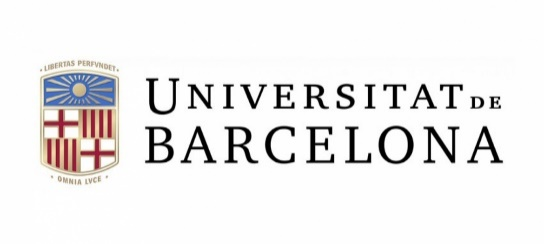 · LIBERTAS PERFVNDET ·
UNIVERSITAT DE
BARCELONA
· OMNIA LVCE ·